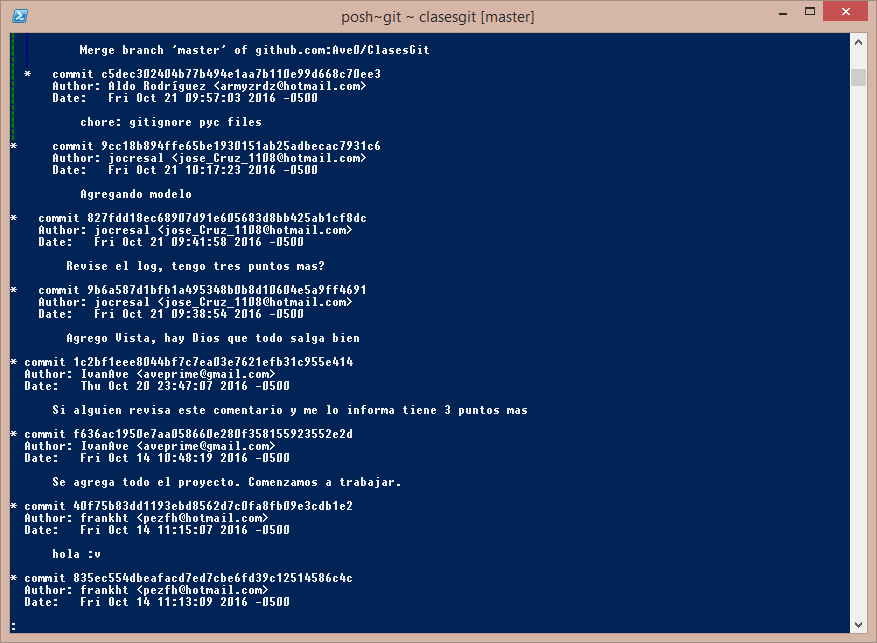 posh~git ~ clasesgit [master]
Merge branch 'master' of github.com:AveO/ClasesGit
* commit c5dec302404b77b494e1aa7b110e99d668c70ee3
Author: Aldo Rodríguez <armyzrdz@hotmail.com>
Date: Fri Oct 21 09:57:03 2016 -0500
chore: gitignore pyc files
* commit 9cc18b894ffe65be1930151ab25adbecac7931c6
Author: jocresal <jose_Cruz_1108@hotmail.com>
Date: Fri Oct 21 10:17:23 2016 -0500
Agregando modelo
* commit 827fdd18ec68907d91e605683d8bb425ab1cf8dc
Author: jocresal <jose_Cruz_1108@hotmail.com>
Date: Fri Oct 21 09:41:58 2016 -0500
Revise el log, tengo tres puntos mas?
* commit 9b6a587d1bfb1a495348b0b8d10604e5a9ff4691
Author: jocresal <jose_Cruz_1108@hotmail.com>
Date: Fri Oct 21 09:38:54 2016 -0500
Agrego Vista, hay Dios que todo salga bien
* commit 1c2bf1eee8044bf7c7ea03e7621efb31c955e414
Author: IvanAve <aveprime@gmail.com>
Date: Thu Oct 20 23:47:07 2016 -0500
Si alguien revisa este comentario y me lo informa tiene 3 puntos mas
* commit f636ac1950e7aa058660e280f358155923552e2d
Author: IvanAve <aveprime@gmail.com>
Date: Fri Oct 14 10:48:19 2016 -0500
Se agrega todo el proyecto. Comenzamos a trabajar.
* commit 40f75b83dd1193ebd8562d7c0fa8fb09e3cdb1e2
Author: frankht <pezfh@hotmail.com>
Date: Fri Oct 14 11:15:07 2016 -0500
hola :v
* commit 835ec554dbeafacd7ed7cbe6fd39c12514586c4c
Author: frankht <pezfh@hotmail.com>
Date: Fri Oct 14 11:13:09 2016 -0500
: